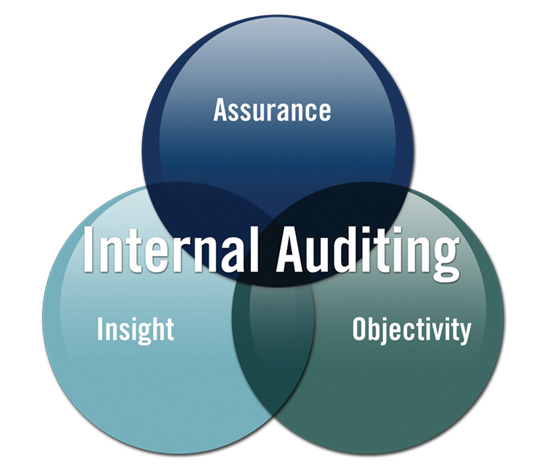 Assurance
Internal Auditing
Insight
Objectivity